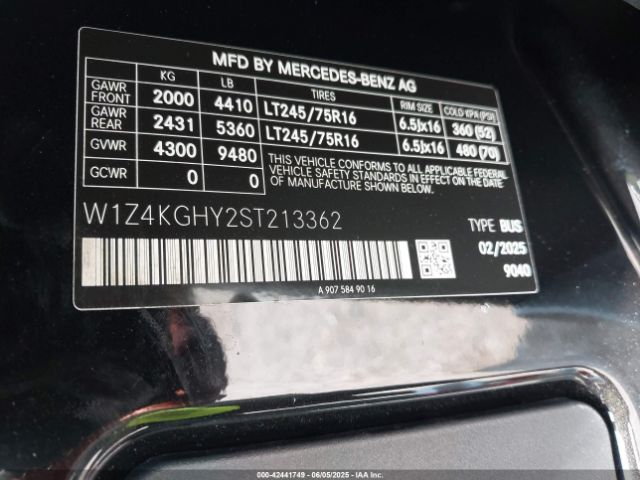 MFD BY MERCEDES-BENZ AG
KG LB TIRES RIM SIZE COLD KPA (PSI)
GAWR FRONT 2000 4410 LT245/75R16 6.5Jx16 360 (52)
GAWR REAR 2431 5360 LT245/75R16 6.5Jx16 480 (70)
GVWR 4300 9480 THIS VEHICLE CONFORMS TO ALL APPLICABLE FEDERAL
VEHICLE SAFETY STANDARDS IN EFFECT ON THE DATE OF
GCWR 0 0 MANUFACTURE SHOWN.
W1Z4KGHY2ST213362
TYPE BUS
02/2025
9040
A 907 584 90 16
000-42441749 06/05/2025 IAA Inc.